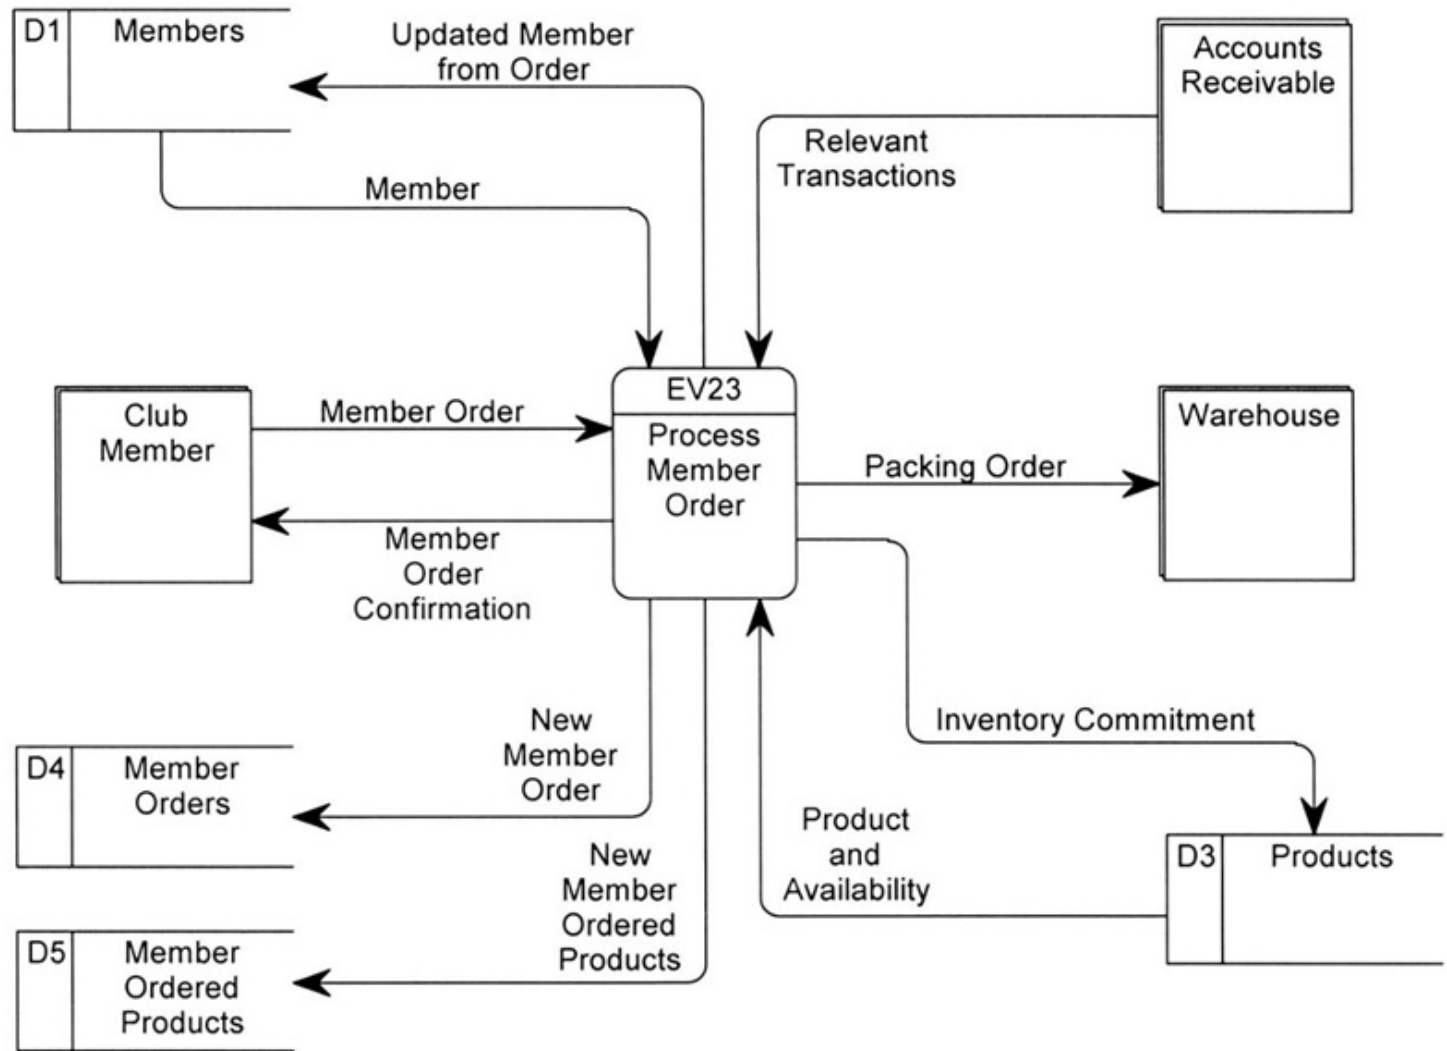 D1
Members
Updated Member
from Order
Accounts
Receivable
Relevant
Transactions
Member
EV23
Process
Member
Order
Club
Member
Member Order
Warehouse
Packing Order
Member
Order
Confirmation
New
Member
Order
Inventory Commitment
D4
Member
Orders
Product
and
Availability
D3
Products
New
Member
Ordered
Products
D5
Member
Ordered
Products